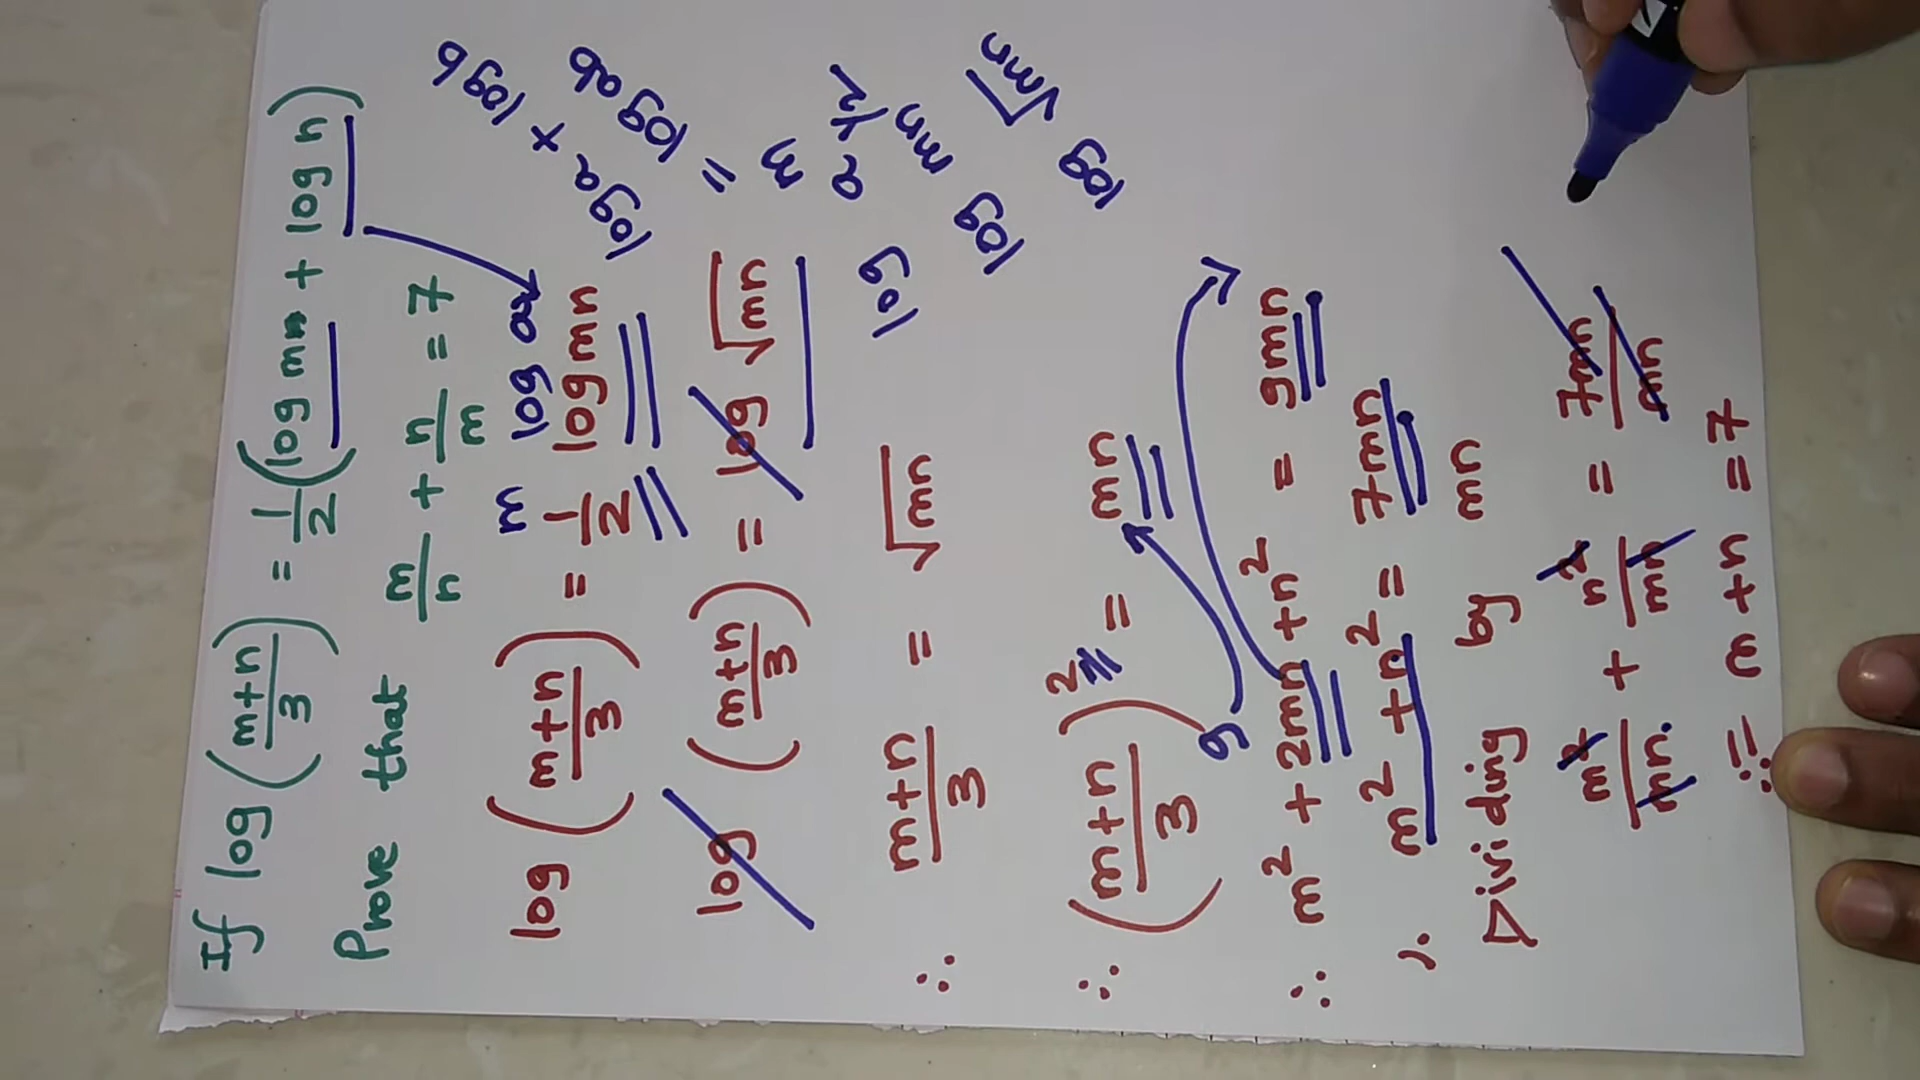 If log (m+n/3) = 1/2 (log m + log n)
Prove that m/n + n/m = 7
m log a
log (m+n/3) = 1/2 log mn
log (m+n/3) = log √mn
∴ m+n/3 = √mn
∴ (m+n/3)² = mn
9
∴ m² + 2mn + n² = 9mn
∴ m² + n² = 7mn
Dividing by mn
m²/mn + n²/mn = 7mn/mn
∴ = m + n = 7
log a + log b
= log ab
m
log a
log mn 1/2
log √mn